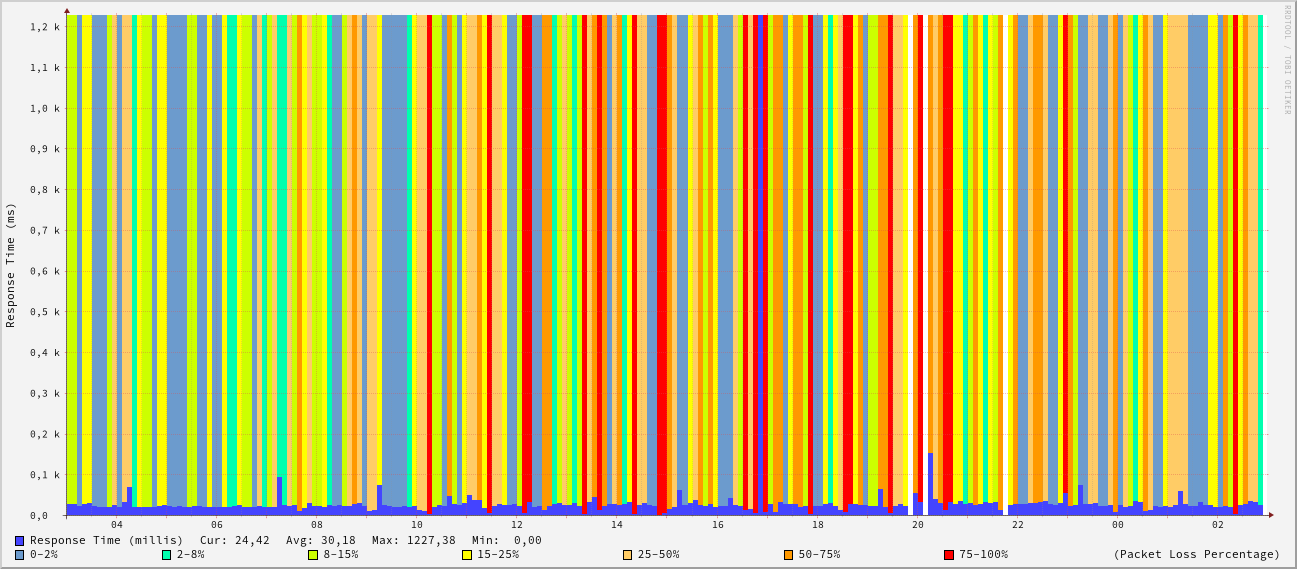 RRDTOOL / TOBI OETIKER
Response Time (ms)
1,2 k
1,1 k
1,0 k
0,9 k
0,8 k
0,7 k
0,6 k
0,5 k
0,4 k
0,3 k
0,2 k
0,1 k
0,0
04 06 08 10 12 14 16 18 20 22 00 02
Response Time (millis) Cur: 24,42 Avg: 30,18 Max: 1227,38 Min: 0,00
0-2% 2-8% 8-15% 15-25% 25-50% 50-75% 75-100% (Packet Loss Percentage)